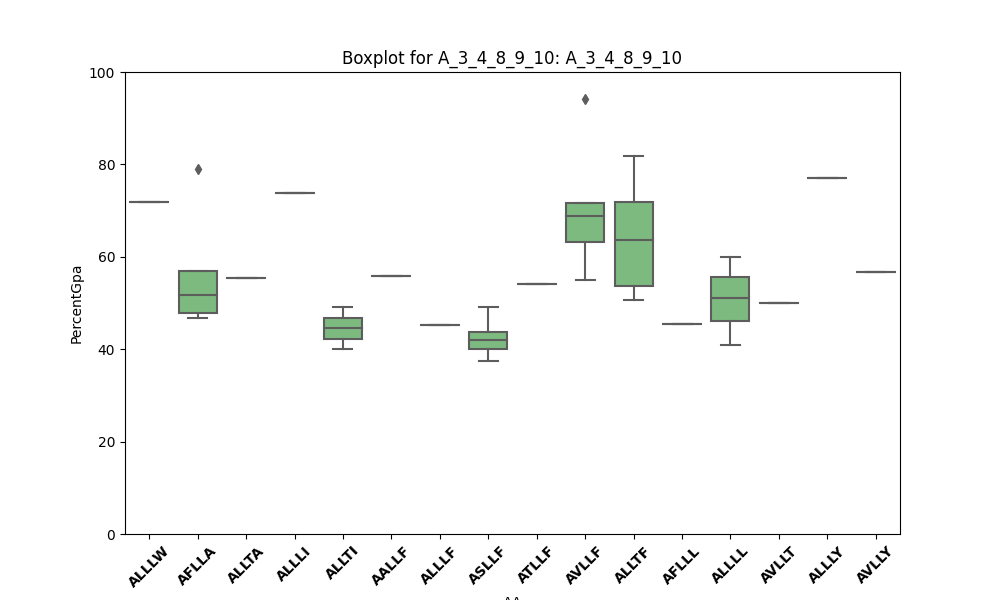 Boxplot for A_3_4_8_9_10: A_3_4_8_9_10
100
80
60
40
20
0
PercentGpa
ALLLW AFLLA ALLTA ALLLI ALLTI AALLF ALLLF ASLLF ATLLF AVLLF ALLTF AFLLL ALLLL AVLLT ALLLY AVLLY
AA